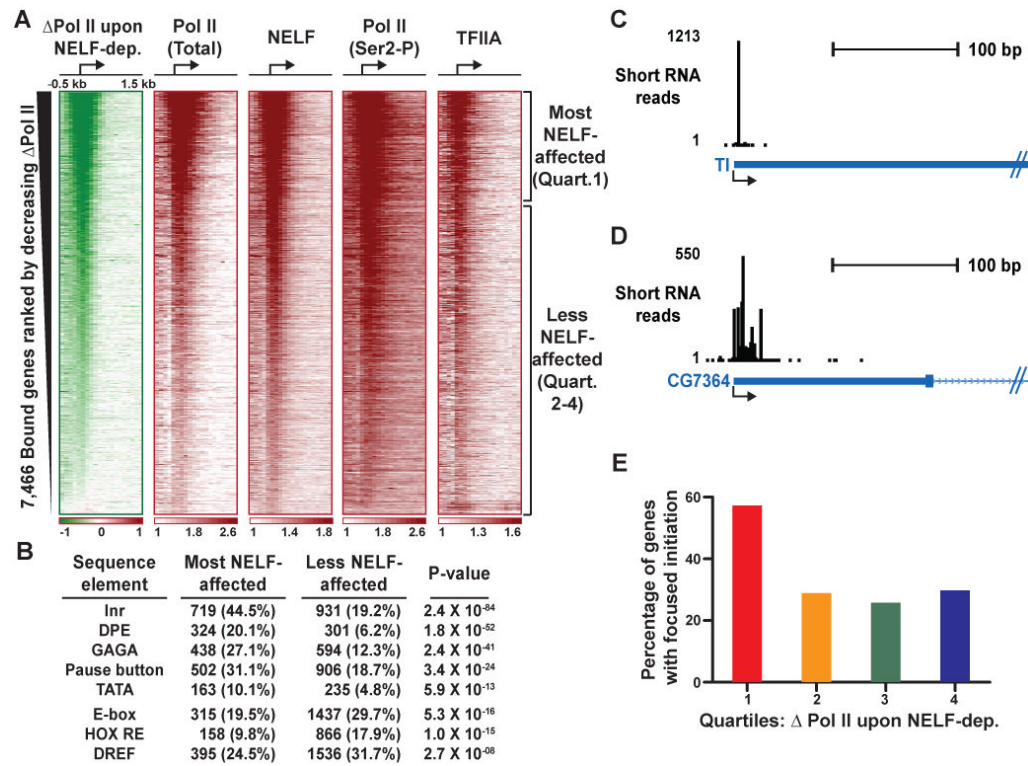 A
ΔPol II upon
NELF-dep.
Pol II
(Total)
NELF
Pol II
(Ser2-P)
TFIIA
-0.5 kb 1.5 kb
7,466 Bound genes ranked by decreasing ΔPol II
Most
NELF-
affected
(Quart.1)
Less
NELF-
affected
(Quart.
2-4)
-1 0 1
1 1.8 2.6
1 1.4 1.8
1 1.8 2.6
1 1.3 1.6
B
Sequence
element
Most NELF-
affected
Less NELF-
affected
P-value
Inr 719 (44.5%) 931 (19.2%) 2.4 X 10-84
DPE 324 (20.1%) 301 (6.2%) 1.8 X 10-52
GAGA 438 (27.1%) 594 (12.3%) 2.4 X 10-41
Pause button 502 (31.1%) 906 (18.7%) 3.4 X 10-24
TATA 163 (10.1%) 235 (4.8%) 5.9 X 10-13
E-box 315 (19.5%) 1437 (29.7%) 5.3 X 10-16
HOX RE 158 (9.8%) 866 (17.9%) 1.0 X 10-15
DREF 395 (24.5%) 1536 (31.7%) 2.7 X 10-08
C
1213
100 bp
Short RNA
reads
1
Tl
D
550
100 bp
Short RNA
reads
1
CG7364
E
Percentage of genes
with focused initiation
60
40
20
0
1 2 3 4
Quartiles: Δ Pol II upon NELF-dep.